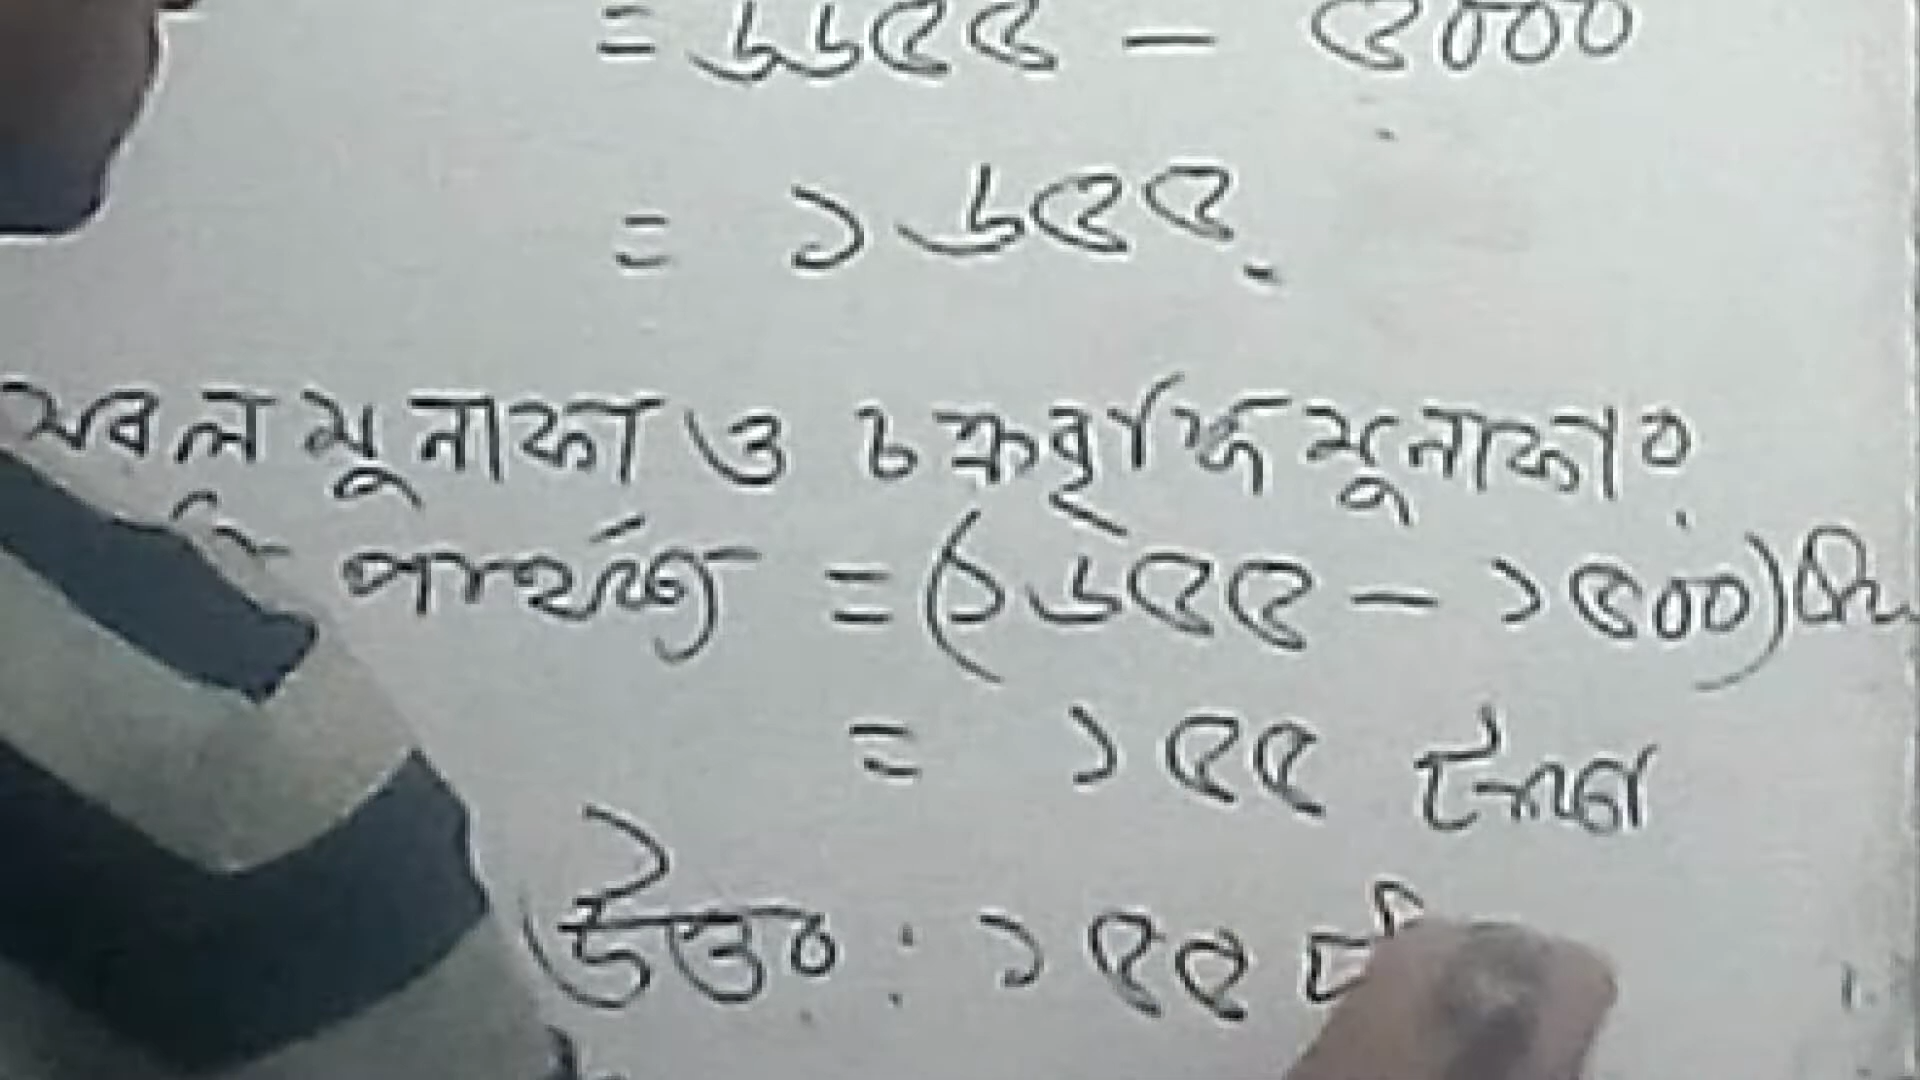 = ৬৬৫৫ - ৫০০০
= ১৬৫৫
সরল মুনাফা ও চক্রবৃদ্ধি মুনাফার
পার্থক্য = (১৬৫৫ - ১৫০০) টাকা
= ১৫৫ টাকা
উত্তর : ১৫৫